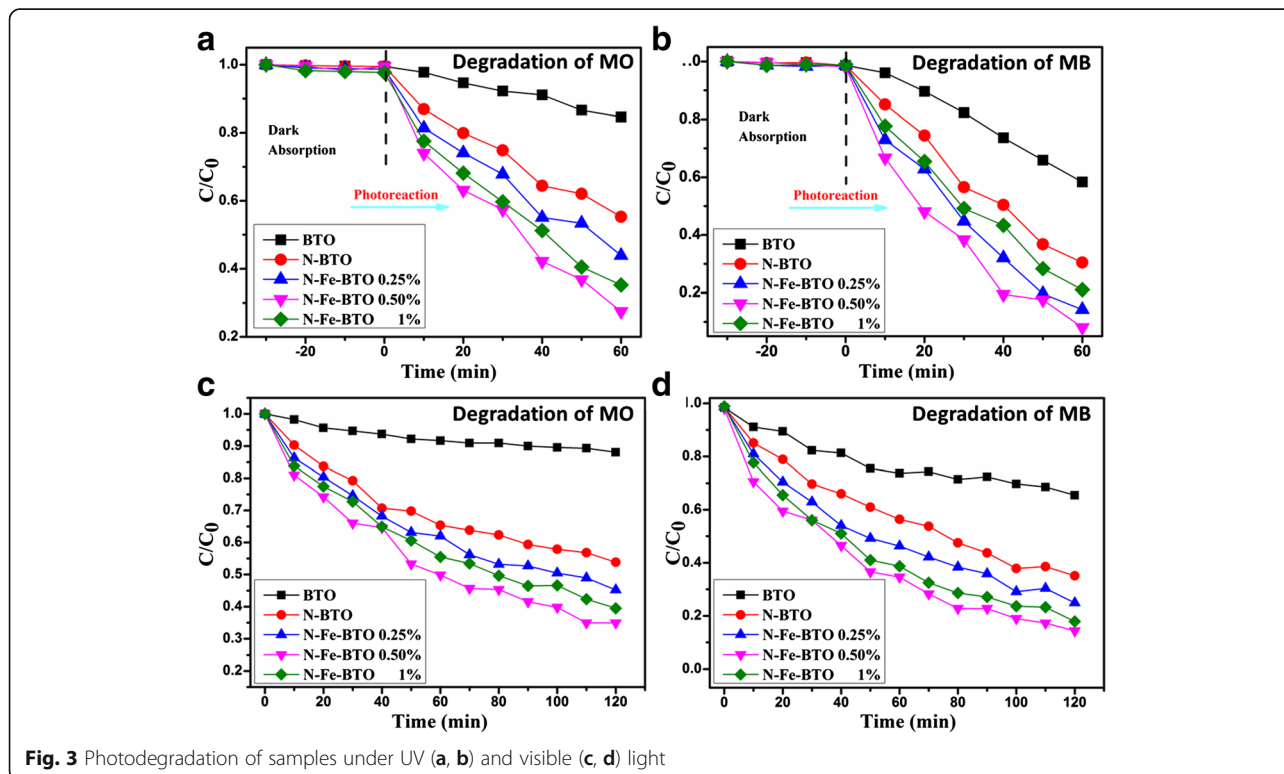 a
Degradation of MO
1.0
0.8
0.6
0.4
0.2
C/C0
Dark
Absorption
Photoreaction
BTO
N-BTO
N-Fe-BTO 0.25%
N-Fe-BTO 0.50%
N-Fe-BTO 1%
-20 0 20 40 60
Time (min)
b
Degradation of MB
.0
0.8
0.6
0.4
0.2
C/C0
Dark
Absorption
Photoreaction
BTO
N-BTO
N-Fe-BTO 0.25%
N-Fe-BTO 0.50%
N-Fe-BTO 1%
-20 0 20 40 60
Time (min)
c
Degradation of MO
1.0
0.9
0.8
0.7
0.6
0.5
0.4
0.3
0.2
C/C0
BTO
N-BTO
N-Fe-BTO 0.25%
N-Fe-BTO 0.50%
N-Fe-BTO 1%
0 20 40 60 80 100 120
Time (min)
d
Degradation of MB
1.0
0.8
0.6
0.4
0.2
0.0
C/C0
BTO
N-BTO
N-Fe-BTO 0.25%
N-Fe-BTO 0.50%
N-Fe-BTO 1%
0 20 40 60 80 100 120
Time (min)
Fig. 3 Photodegradation of samples under UV (a, b) and visible (c, d) light